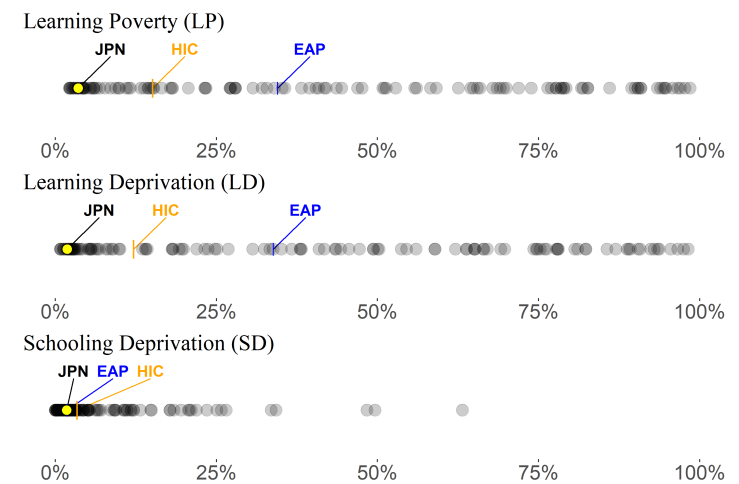 Learning Poverty (LP)
JPN HIC EAP
0% 25% 50% 75% 100%
Learning Deprivation (LD)
JPN HIC EAP
0% 25% 50% 75% 100%
Schooling Deprivation (SD)
JPN EAP HIC
0% 25% 50% 75% 100%